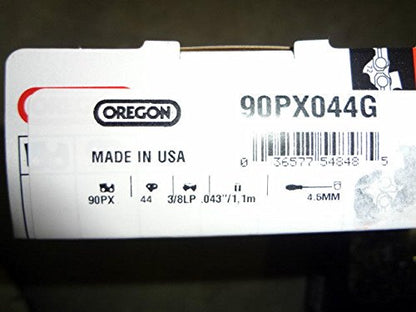 OREGON
90PX044G
MADE IN USA
0 36577 54848 5
90PX 44 3/8LP .043"/1,1m 4.5MM